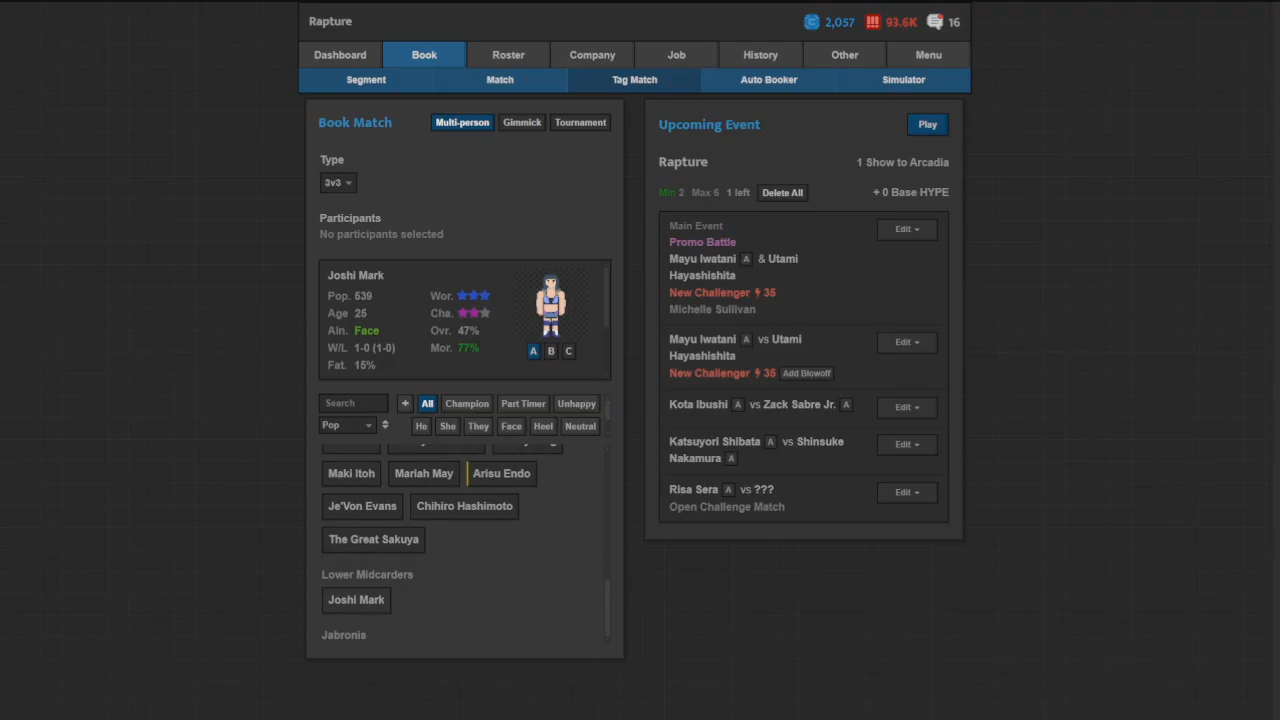 Rapture
2,057 93.6K 16
Dashboard Book Roster Company Job History Other Menu
Segment Match Tag Match Auto Booker Simulator
Book Match Multi-person Gimmick Tournament
Type
3v3
Participants
No participants selected
Joshi Mark
Pop. 539 Wor.
Age 25 Cha.
Aln. Face Ovr. 47%
W/L 1-0 (1-0) Mor. 77%
Fat. 15% A B C
Search + All Champion Part Timer Unhappy
Pop He She They Face Heel Neutral
Maki Itoh Mariah May Arisu Endo
Je'Von Evans Chihiro Hashimoto
The Great Sakuya
Lower Midcarders
Joshi Mark
Jabronis
Upcoming Event Play
Rapture 1 Show to Arcadia
Min 2 Max 6 1 left Delete All + 0 Base HYPE
Main Event Edit
Promo Battle
Mayu Iwatani A & Utami
Hayashishita
New Challenger 35
Michelle Sullivan
Mayu Iwatani A vs Utami Edit
Hayashishita
New Challenger 35 Add Blowoff
Kota Ibushi A vs Zack Sabre Jr. A Edit
Katsuyori Shibata A vs Shinsuke Edit
Nakamura A
Risa Sera A vs ??? Edit
Open Challenge Match